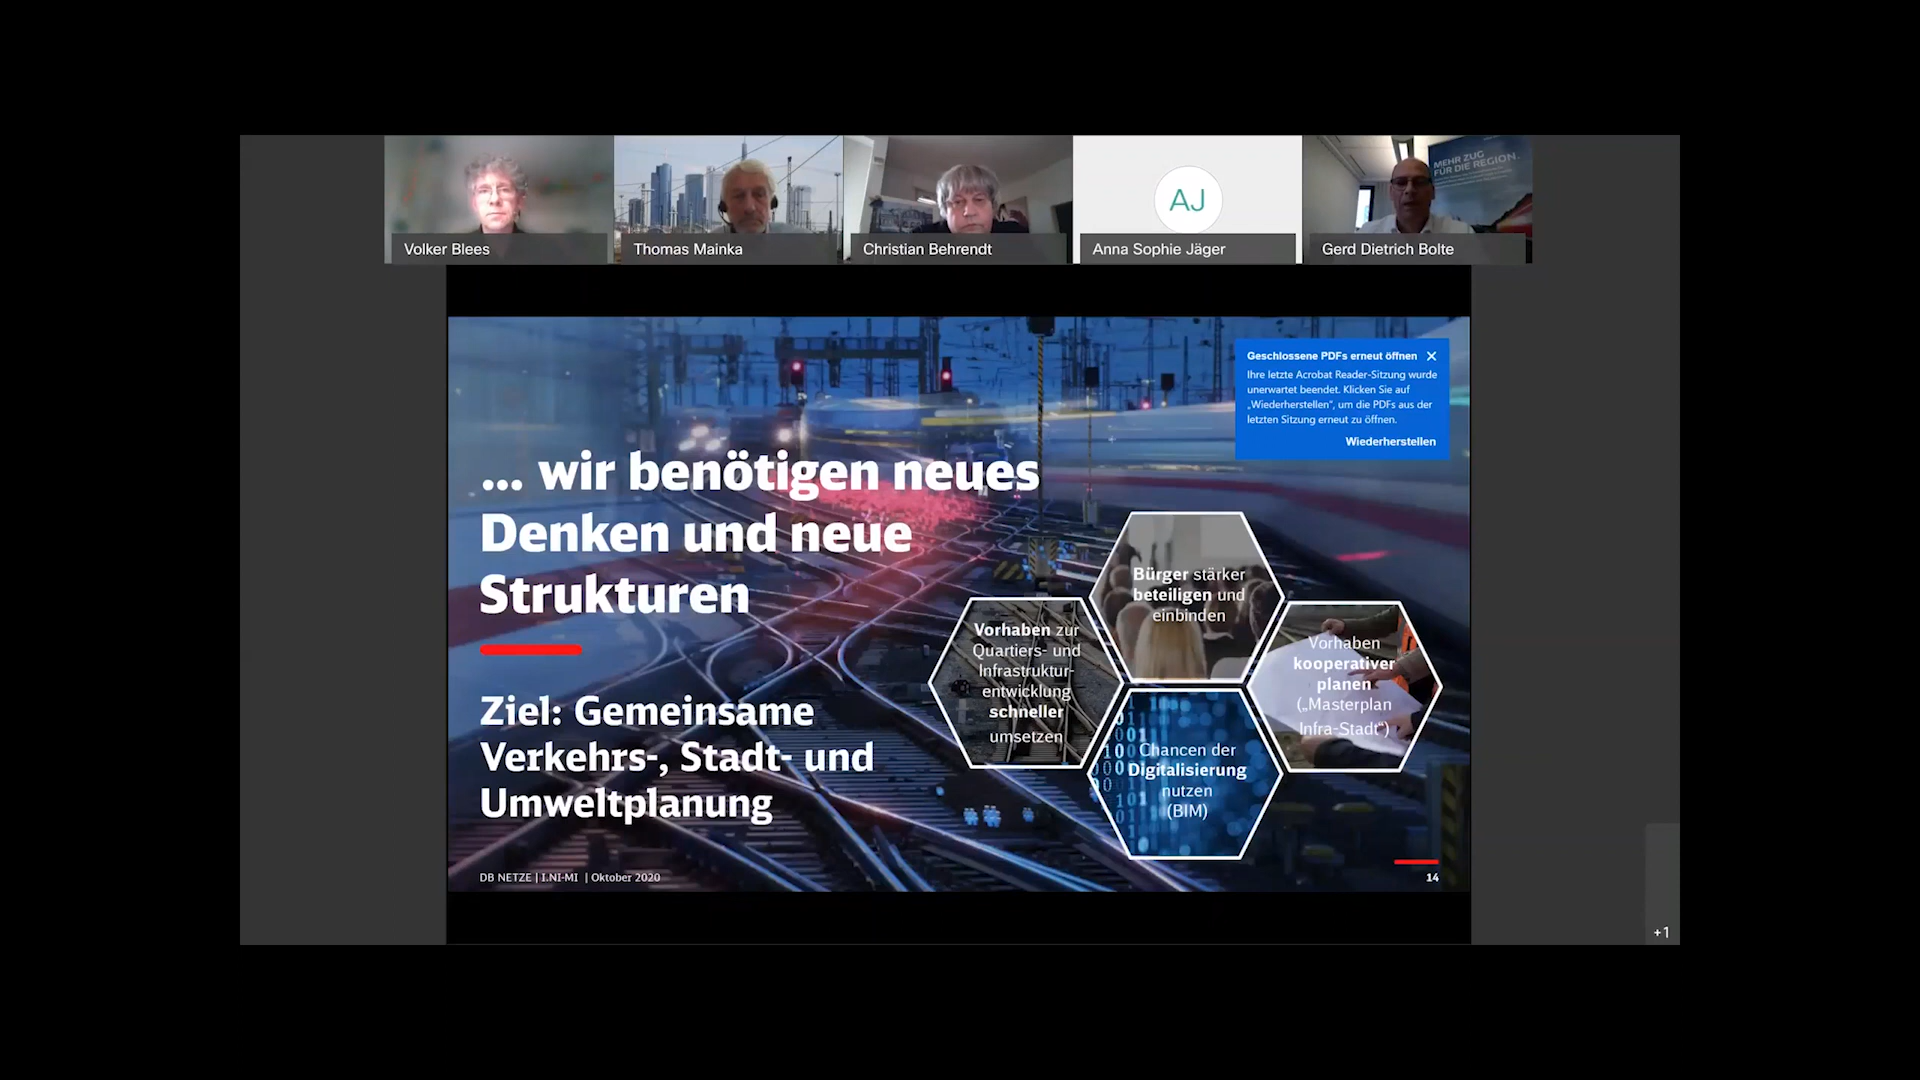 MEHR ZUG
FÜR DIE REGION.
AJ
Volker Blees
Thomas Mainka
Christian Behrendt
Anna Sophie Jäger
Gerd Dietrich Bolte
Geschlossene PDFs erneut öffnen
Ihre letzte Acrobat Reader-Sitzung wurde
unerwartet beendet. Klicken Sie auf
„Wiederherstellen“, um die PDFs aus der
letzten Sitzung erneut zu öffnen.
Wiederherstellen
... wir benötigen neues
Denken und neue
Strukturen
Ziel: Gemeinsame
Verkehrs-, Stadt- und
Umweltplanung
Vorhaben zur
Quartiers- und
Infrastruktur-
entwicklung
schneller
umsetzen
Bürger stärker
beteiligen und
einbinden
Chancen der
Digitalisierung
nutzen
(BIM)
Vorhaben
kooperativer
planen
(„Masterplan
Infra-Stadt“)
DB NETZE | I.NI-MI | Oktober 2020
14
+1